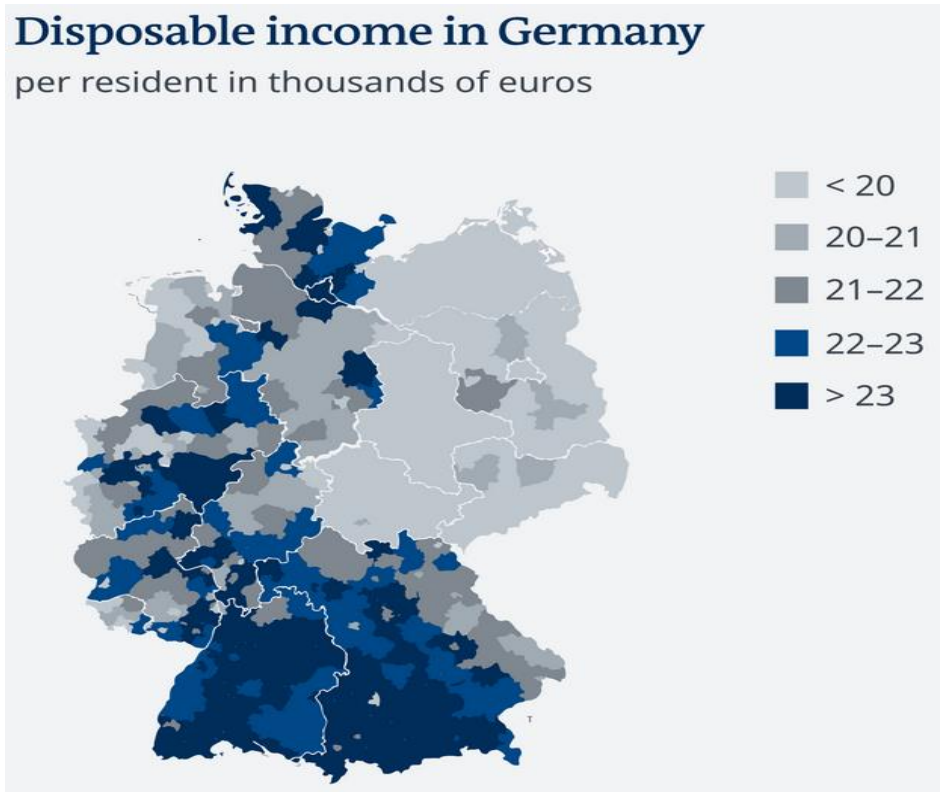 Disposable income in Germany
per resident in thousands of euros
< 20
20–21
21–22
22–23
> 23
T